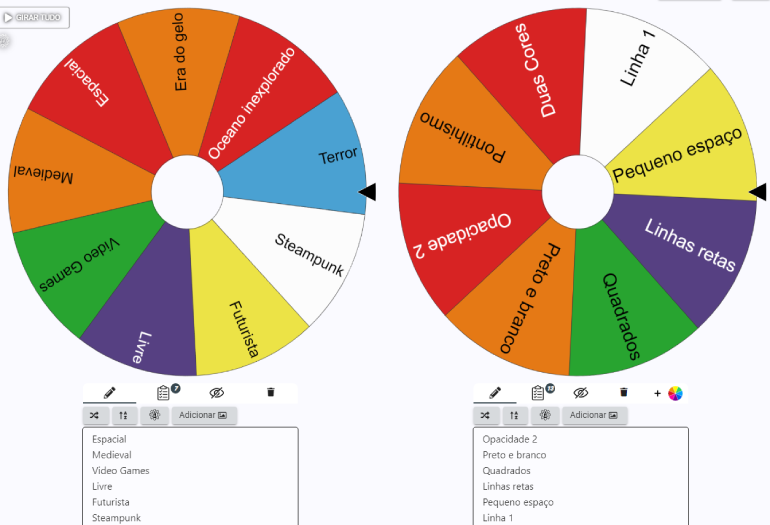 GIRAR TUDO
Era do gelo
Espacial
Oceano inexplorado
Medieval
Terror
Video Games
Steampunk
Livre
Futurista
Duas Cores
Linha 1
Pontilhismo
Pequeno espaço
Opacidade 2
Linhas retas
Preto e branco
Quadrados
7
Adicionar
Espacial
Medieval
Video Games
Livre
Futurista
Steampunk
Adicionar
Opacidade 2
Preto e branco
Quadrados
Linhas retas
Pequeno espaço
Linha 1